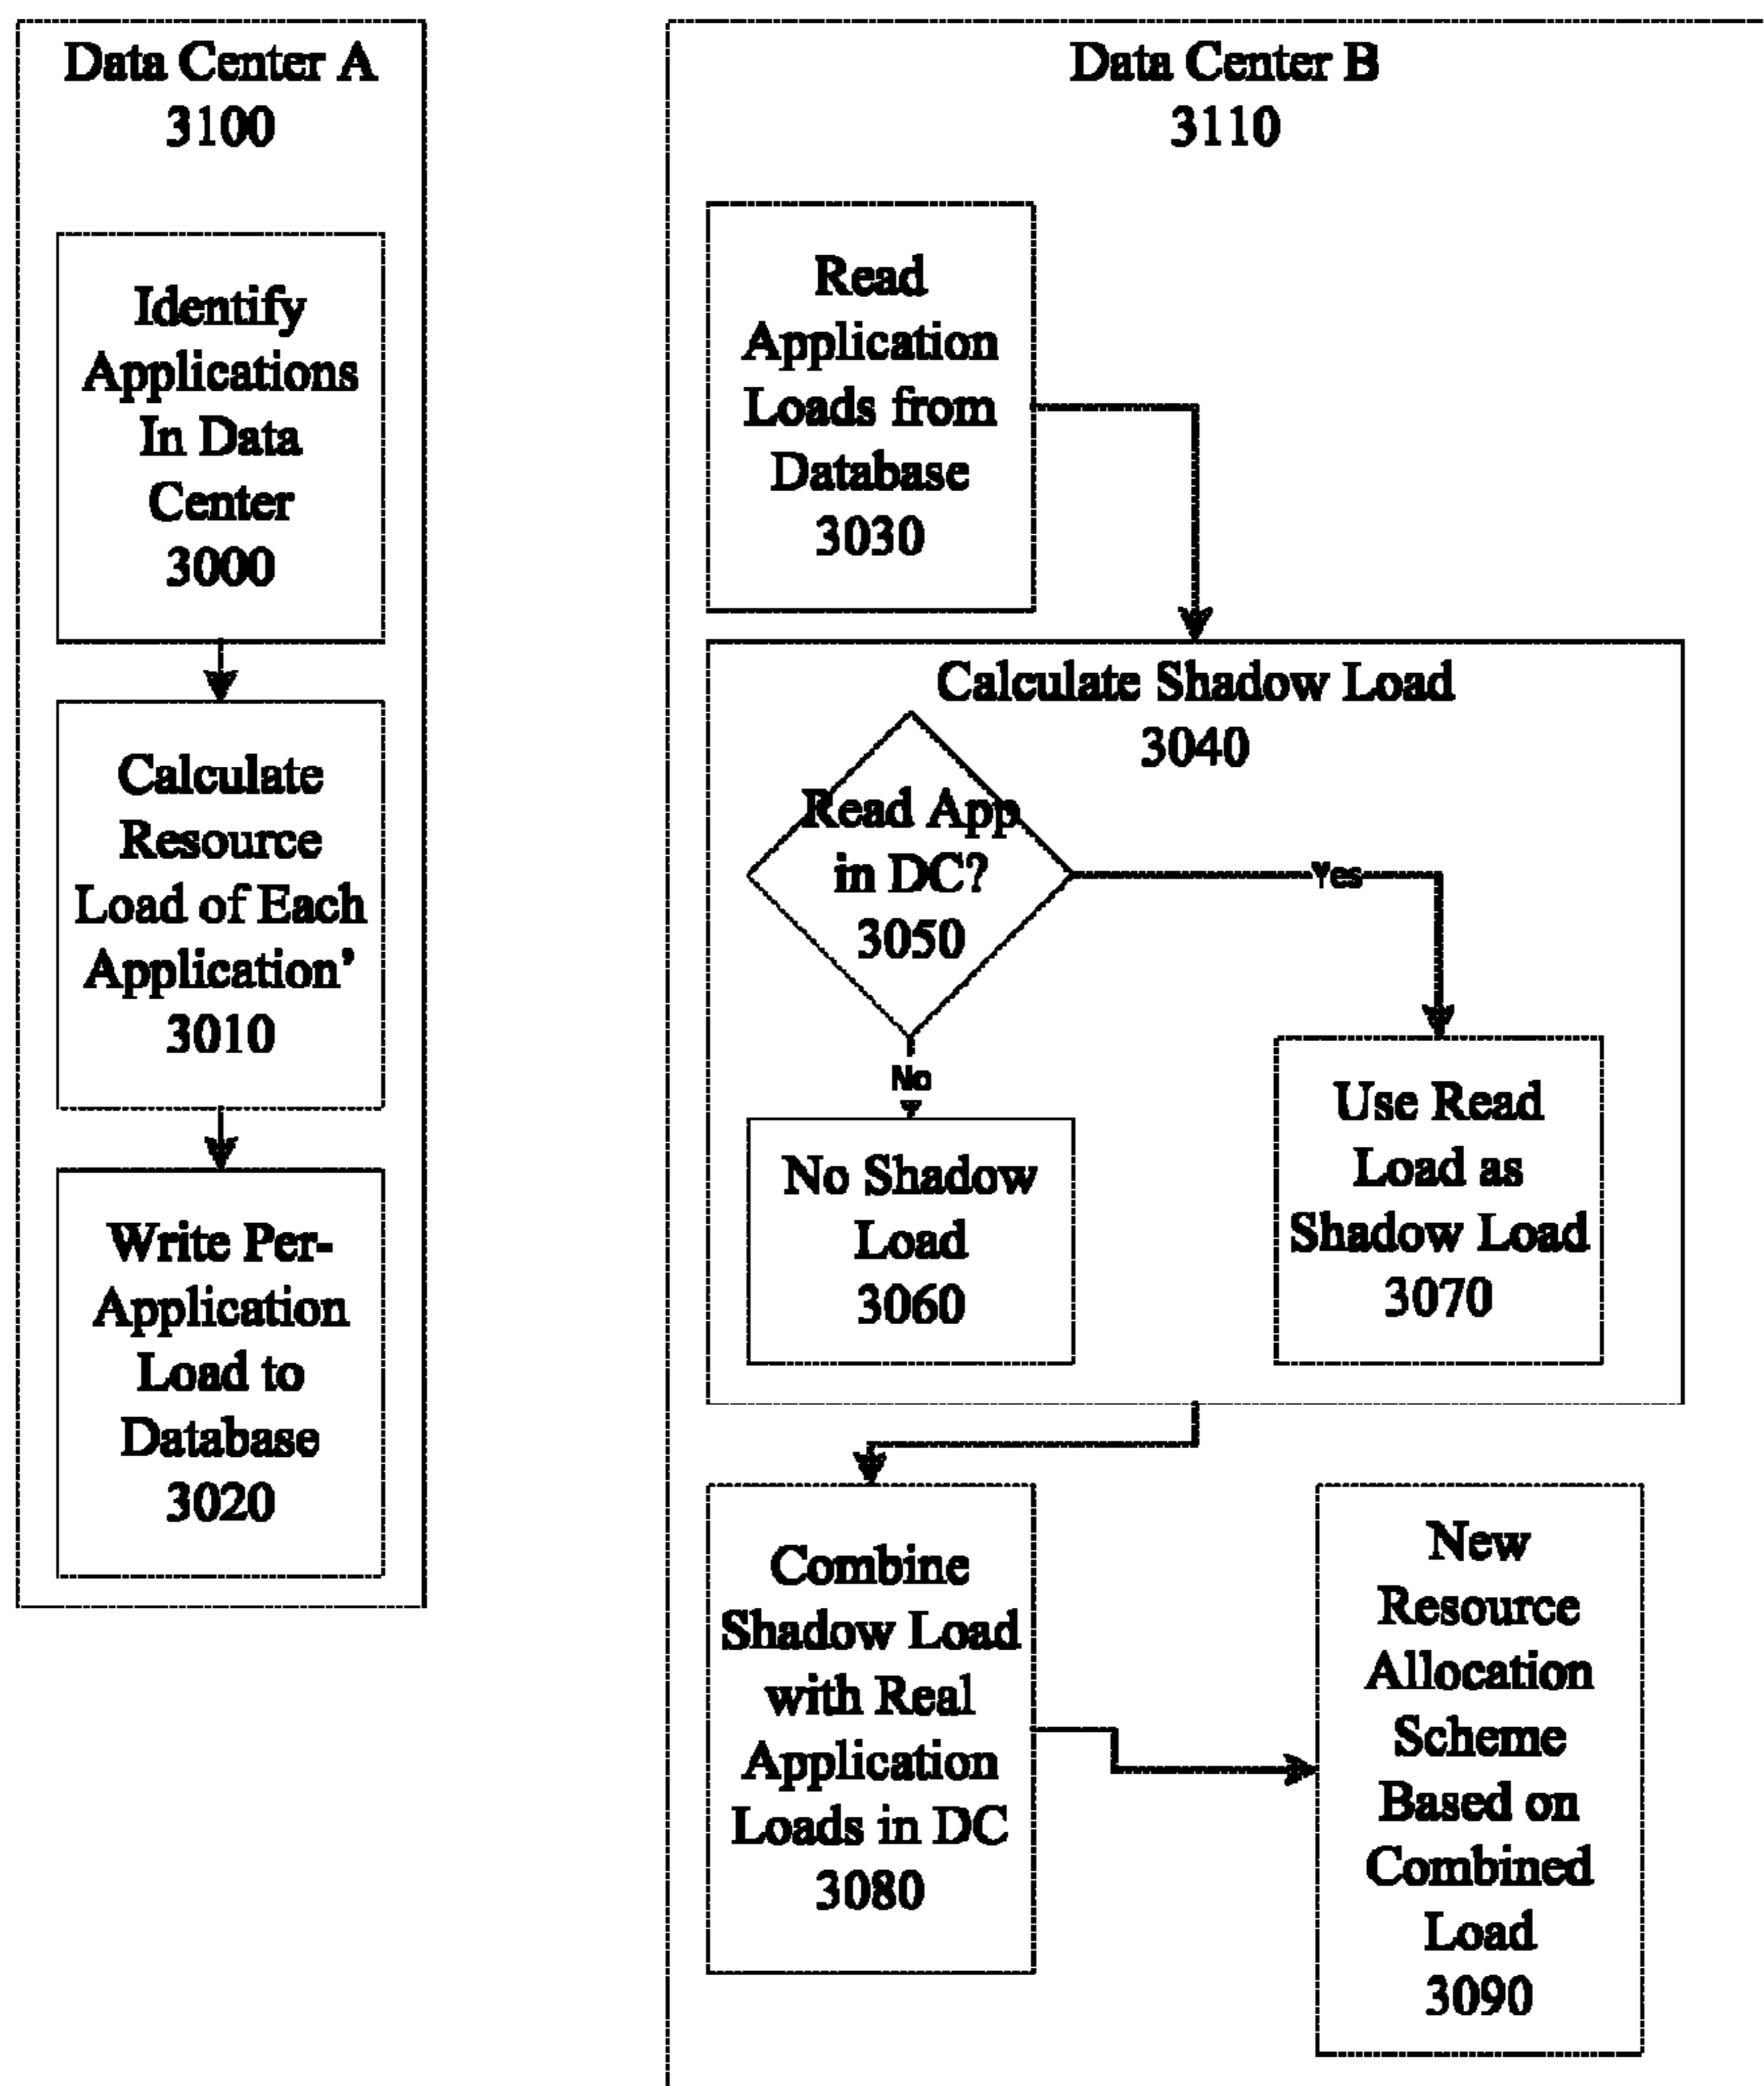 Data Center A
3100
Identify
Applications
In Data
Center
3000
Calculate
Resource
Load of Each
Application’
3010
Write Per-
Application
Load to
Database
3020
Data Center B
3110
Read
Application
Loads from
Database
3030
Calculate Shadow Load
3040
Read App
in DC?
3050
Yes
No
No Shadow
Load
3060
Use Read
Load as
Shadow Load
3070
Combine
Shadow Load
with Real
Application
Loads in DC
3080
New
Resource
Allocation
Scheme
Based on
Combined
Load
3090